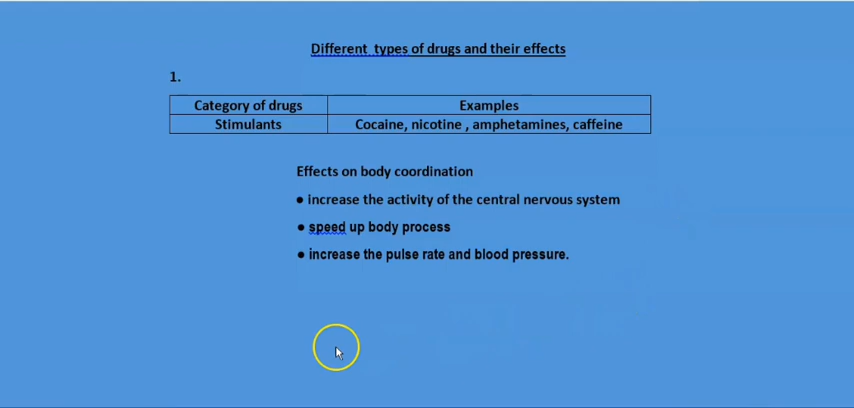 Different types of drugs and their effects
1.
Category of drugs Examples
Stimulants Cocaine, nicotine , amphetamines, caffeine
Effects on body coordination
● increase the activity of the central nervous system
● speed up body process
● increase the pulse rate and blood pressure.